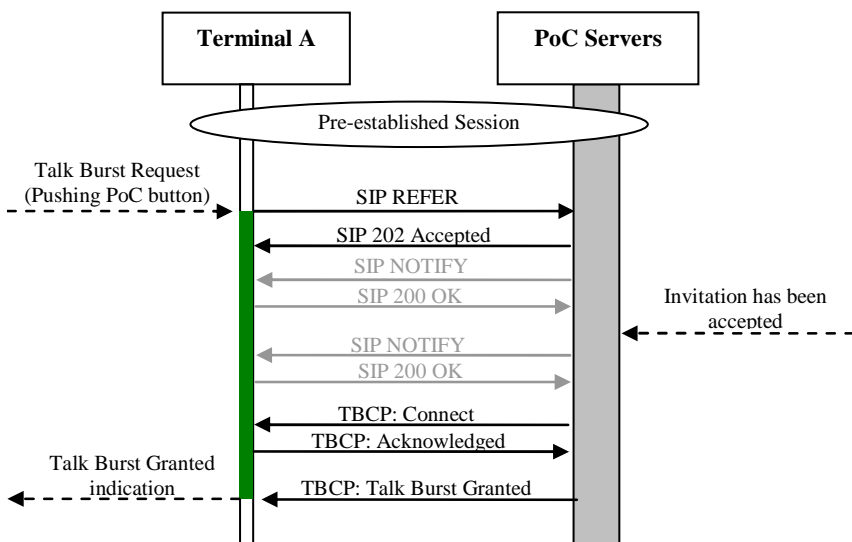 Terminal A
PoC Servers
Pre-established Session
Talk Burst Request
(Pushing PoC button)
SIP REFER
SIP 202 Accepted
SIP NOTIFY
SIP 200 OK
Invitation has been
accepted
SIP NOTIFY
SIP 200 OK
TBCP: Connect
TBCP: Acknowledged
Talk Burst Granted
indication
TBCP: Talk Burst Granted